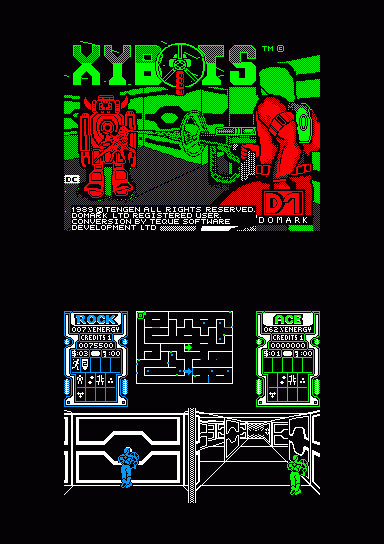 XYBOTS TM ©
DC
1989 © TENGEN ALL RIGHTS RESERVED.
DOMARK LTD REGISTERED USER.
CONVERSION BY TEQUE SOFTWARE
DEVELOPMENT LTD
DOMARK
ROCK
007% ENERGY
CREDITS 1
0075500
ACE
062% ENERGY
CREDITS 1
0000000